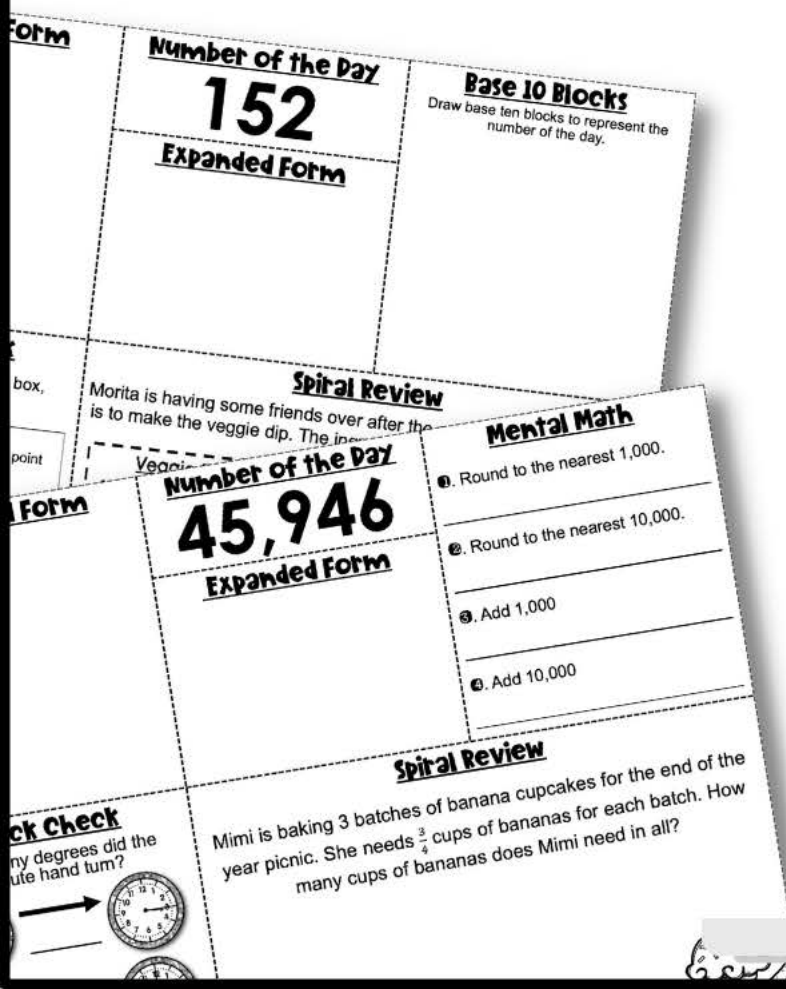 Form
Number of the Day
152
Expanded Form
Base 10 Blocks
Draw base ten blocks to represent the
number of the day.
box,
point
Spiral Review
Morita is having some friends over after the
is to make the veggie dip. The
Form
Number of the Day
45,946
Expanded Form
Mental Math
1. Round to the nearest 1,000.
2. Round to the nearest 10,000.
3. Add 1,000
4. Add 10,000
ck Check
ny degrees did the
ute hand turn?
Spiral Review
Mimi is baking 3 batches of banana cupcakes for the end of the
year picnic. She needs 3/4 cups of bananas for each batch. How
many cups of bananas does Mimi need in all?